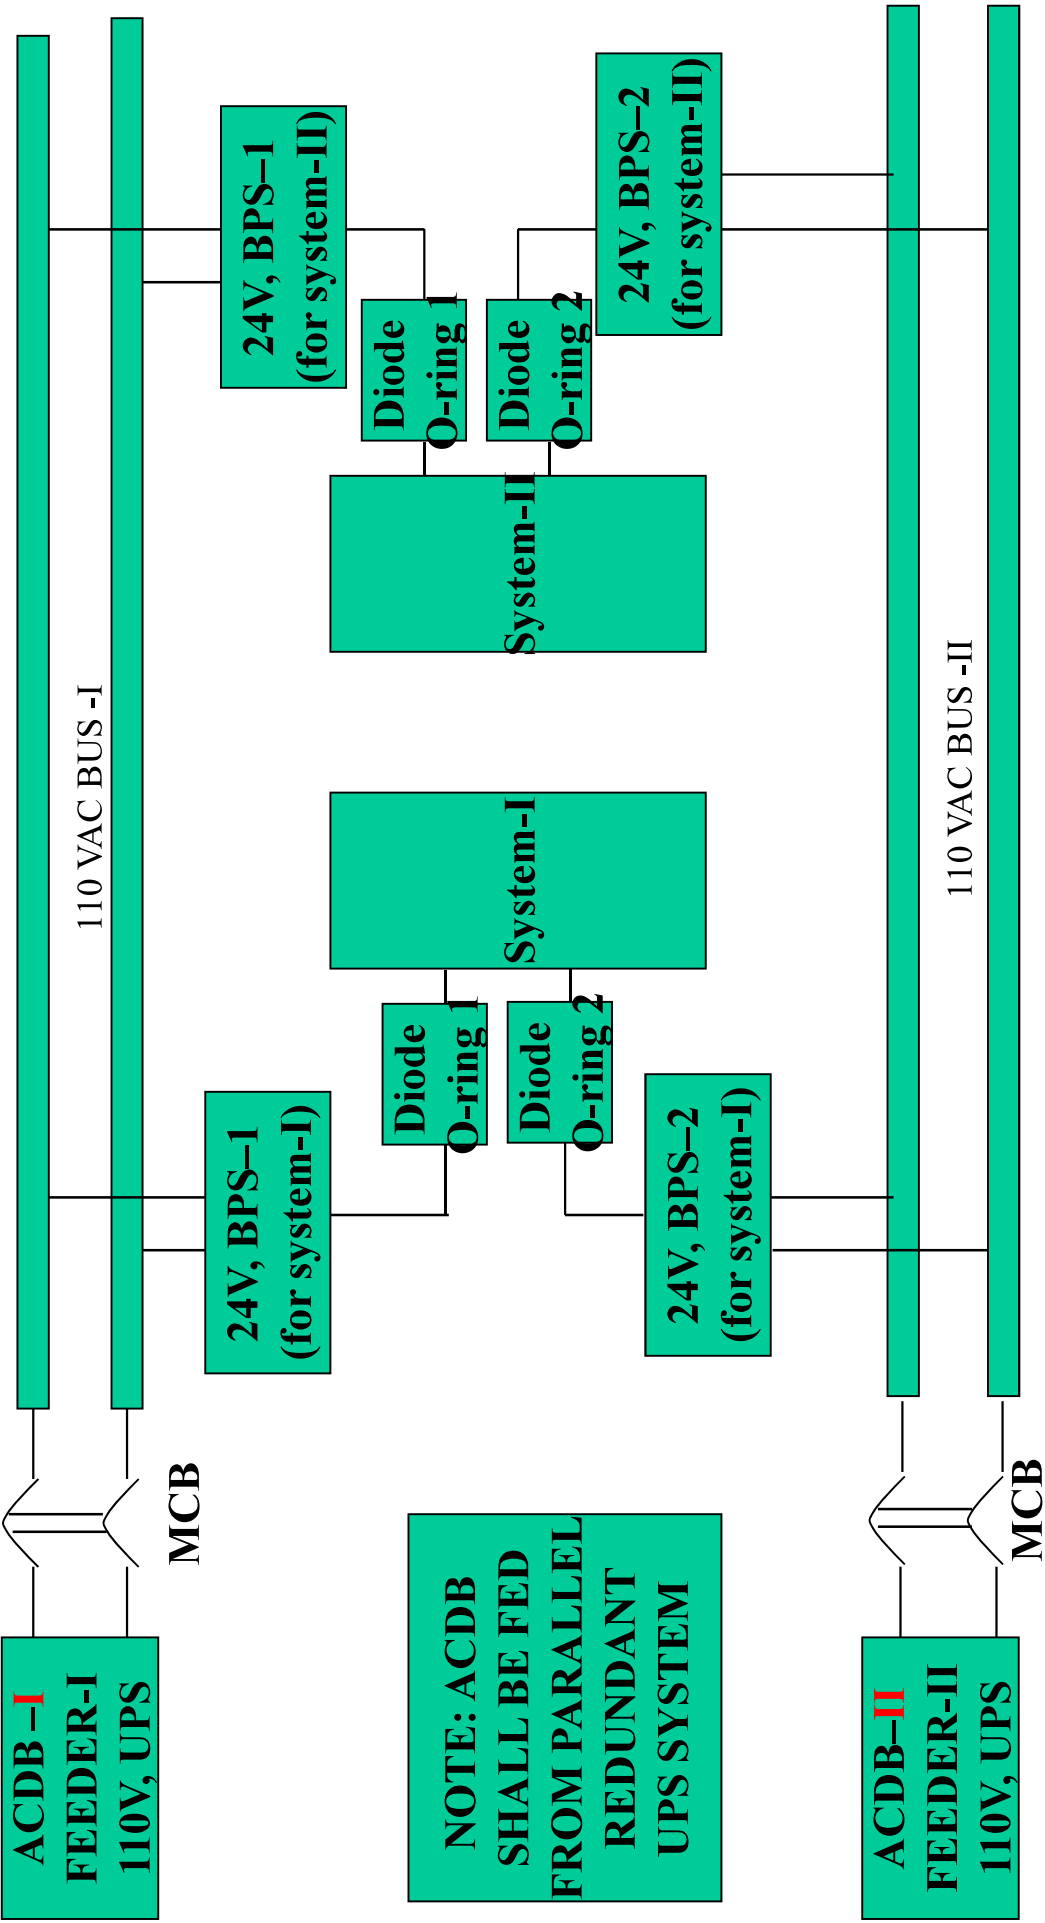 ACDB –I
FEEDER-I
110V, UPS
MCB
110 VAC BUS -I
24V, BPS–1
(for system-I)
24V, BPS–1
(for system-II)
Diode
O-ring 1
Diode
O-ring 2
System-I
System-II
Diode
O-ring 1
Diode
O-ring 2
24V, BPS–2
(for system-I)
24V, BPS–2
(for system-II)
NOTE: ACDB
SHALL BE FED
FROM PARALLEL
REDUNDANT
UPS SYSTEM
110 VAC BUS -II
ACDB–II
FEEDER-II
110V, UPS
MCB